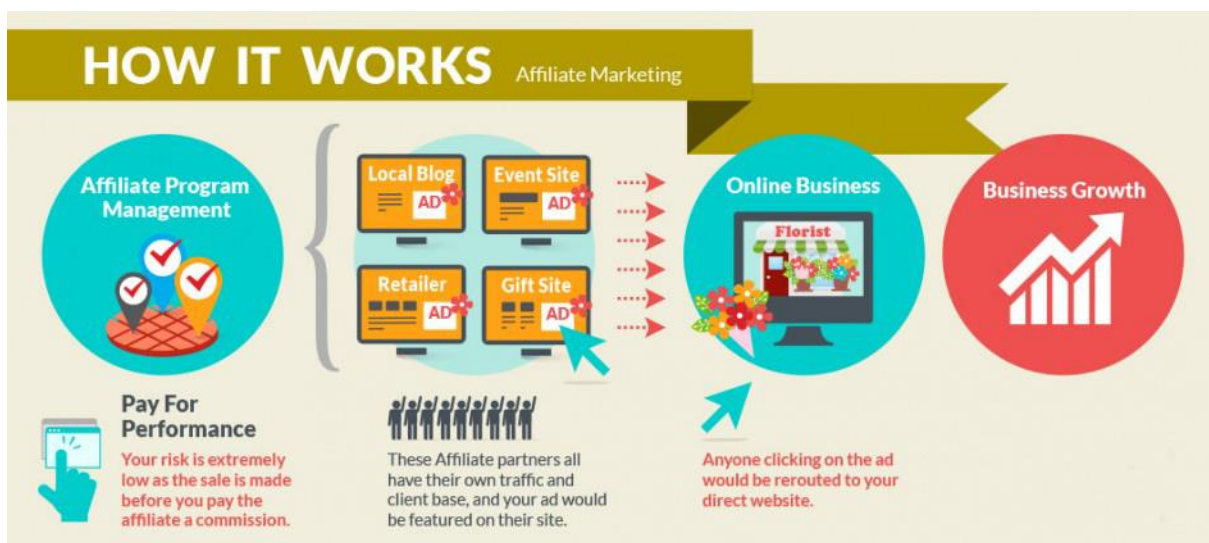 HOW IT WORKS Affiliate Marketing
Affiliate Program
Management
Local Blog
AD
Event Site
AD
Retailer
AD
Gift Site
AD
Online Business
Florist
Business Growth
Pay For
Performance
Your risk is extremely
low as the sale is made
before you pay the
affiliate a commission.
These Affiliate partners all
have their own traffic and
client base, and your ad would
be featured on their site.
Anyone clicking on the ad
would be rerouted to your
direct website.